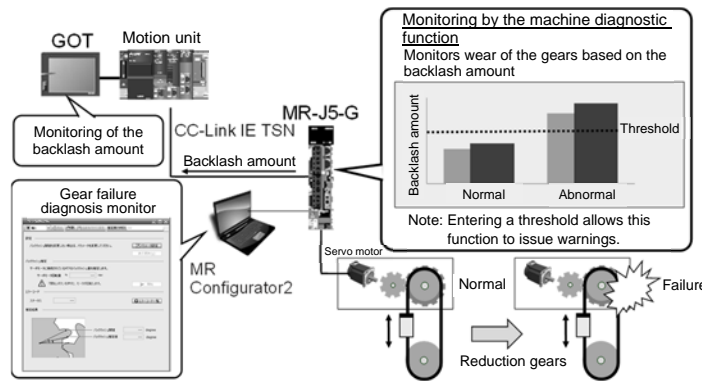 GOT
Motion unit
Monitoring of the
backlash amount
CC-Link IE TSN
Backlash amount
MR-J5-G
Monitoring by the machine diagnostic
function
Monitors wear of the gears based on the
backlash amount
Backlash amount
Threshold
Normal
Abnormal
Note: Entering a threshold allows this
function to issue warnings.
Gear failure
diagnosis monitor
MR
Configurator2
Servo motor
Normal
Failure
Reduction gears